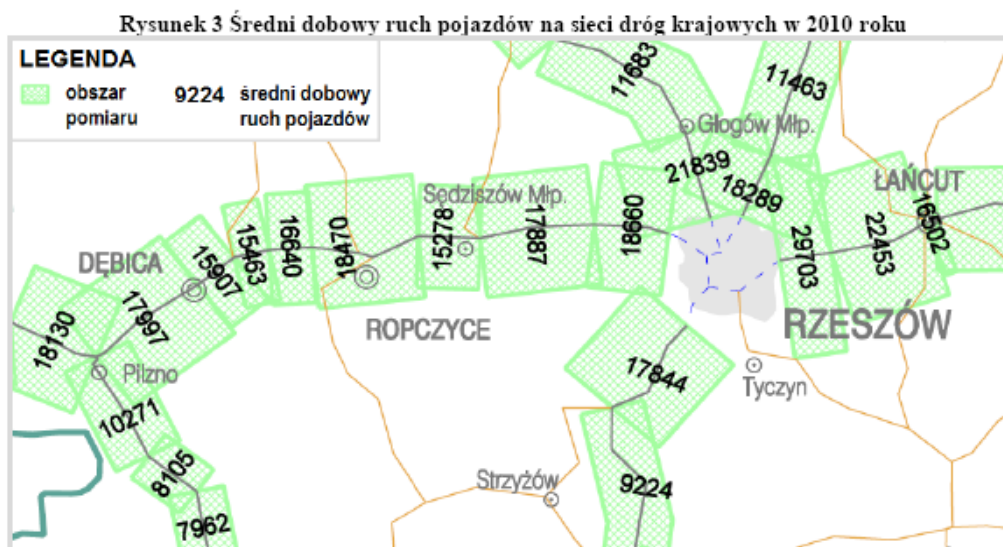 Rysunek 3 Średni dobowy ruch pojazdów na sieci dróg krajowych w 2010 roku
LEGENDA
obszar
pomiaru
9224
średni dobowy
ruch pojazdów
11683
11463
Głogów Młp.
21839
18289
ŁAŃCUT
16502
Sędziszów Młp.
15278
17887
18660
29703
22453
DĘBICA
15907
15463
16640
18470
18130
17997
ROPCZYCE
RZESZÓW
Pilzno
10271
17844
Tyczyn
8105
7962
Strzyżów
9224